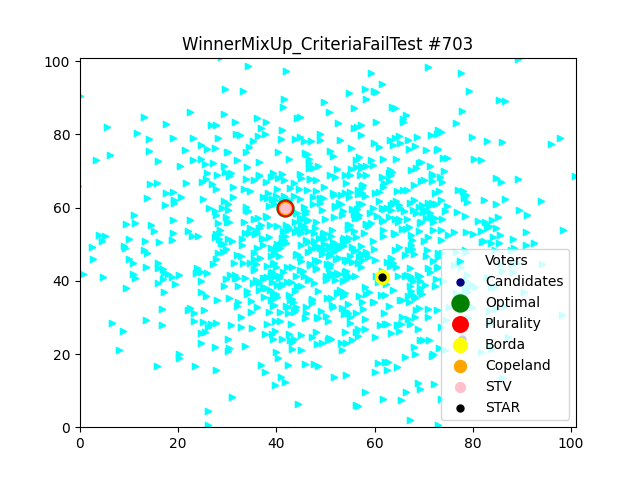 WinnerMixUp_CriteriaFailTest #703
100
80
60
40
20
0
0
20
40
60
80
100
Voters
Candidates
Optimal
Plurality
Borda
Copeland
STV
STAR